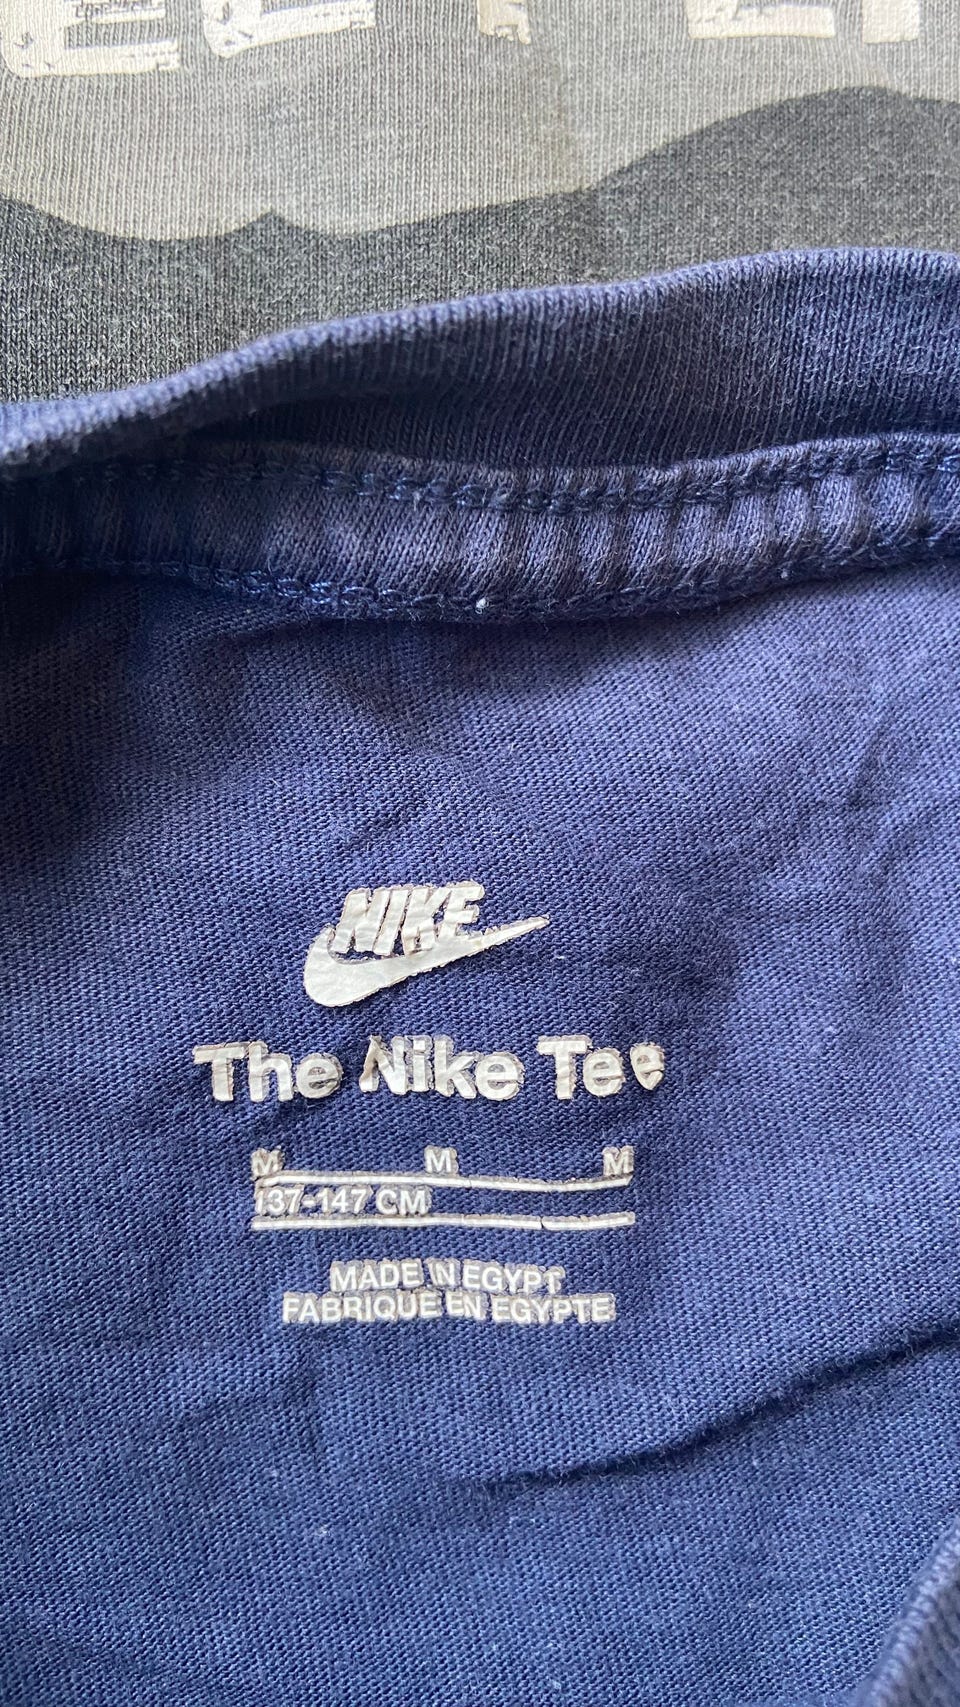 NIKE
The Nike Tee
M M M
137-147 CM
MADE IN EGYPT
FABRIQUE EN EGYPTE